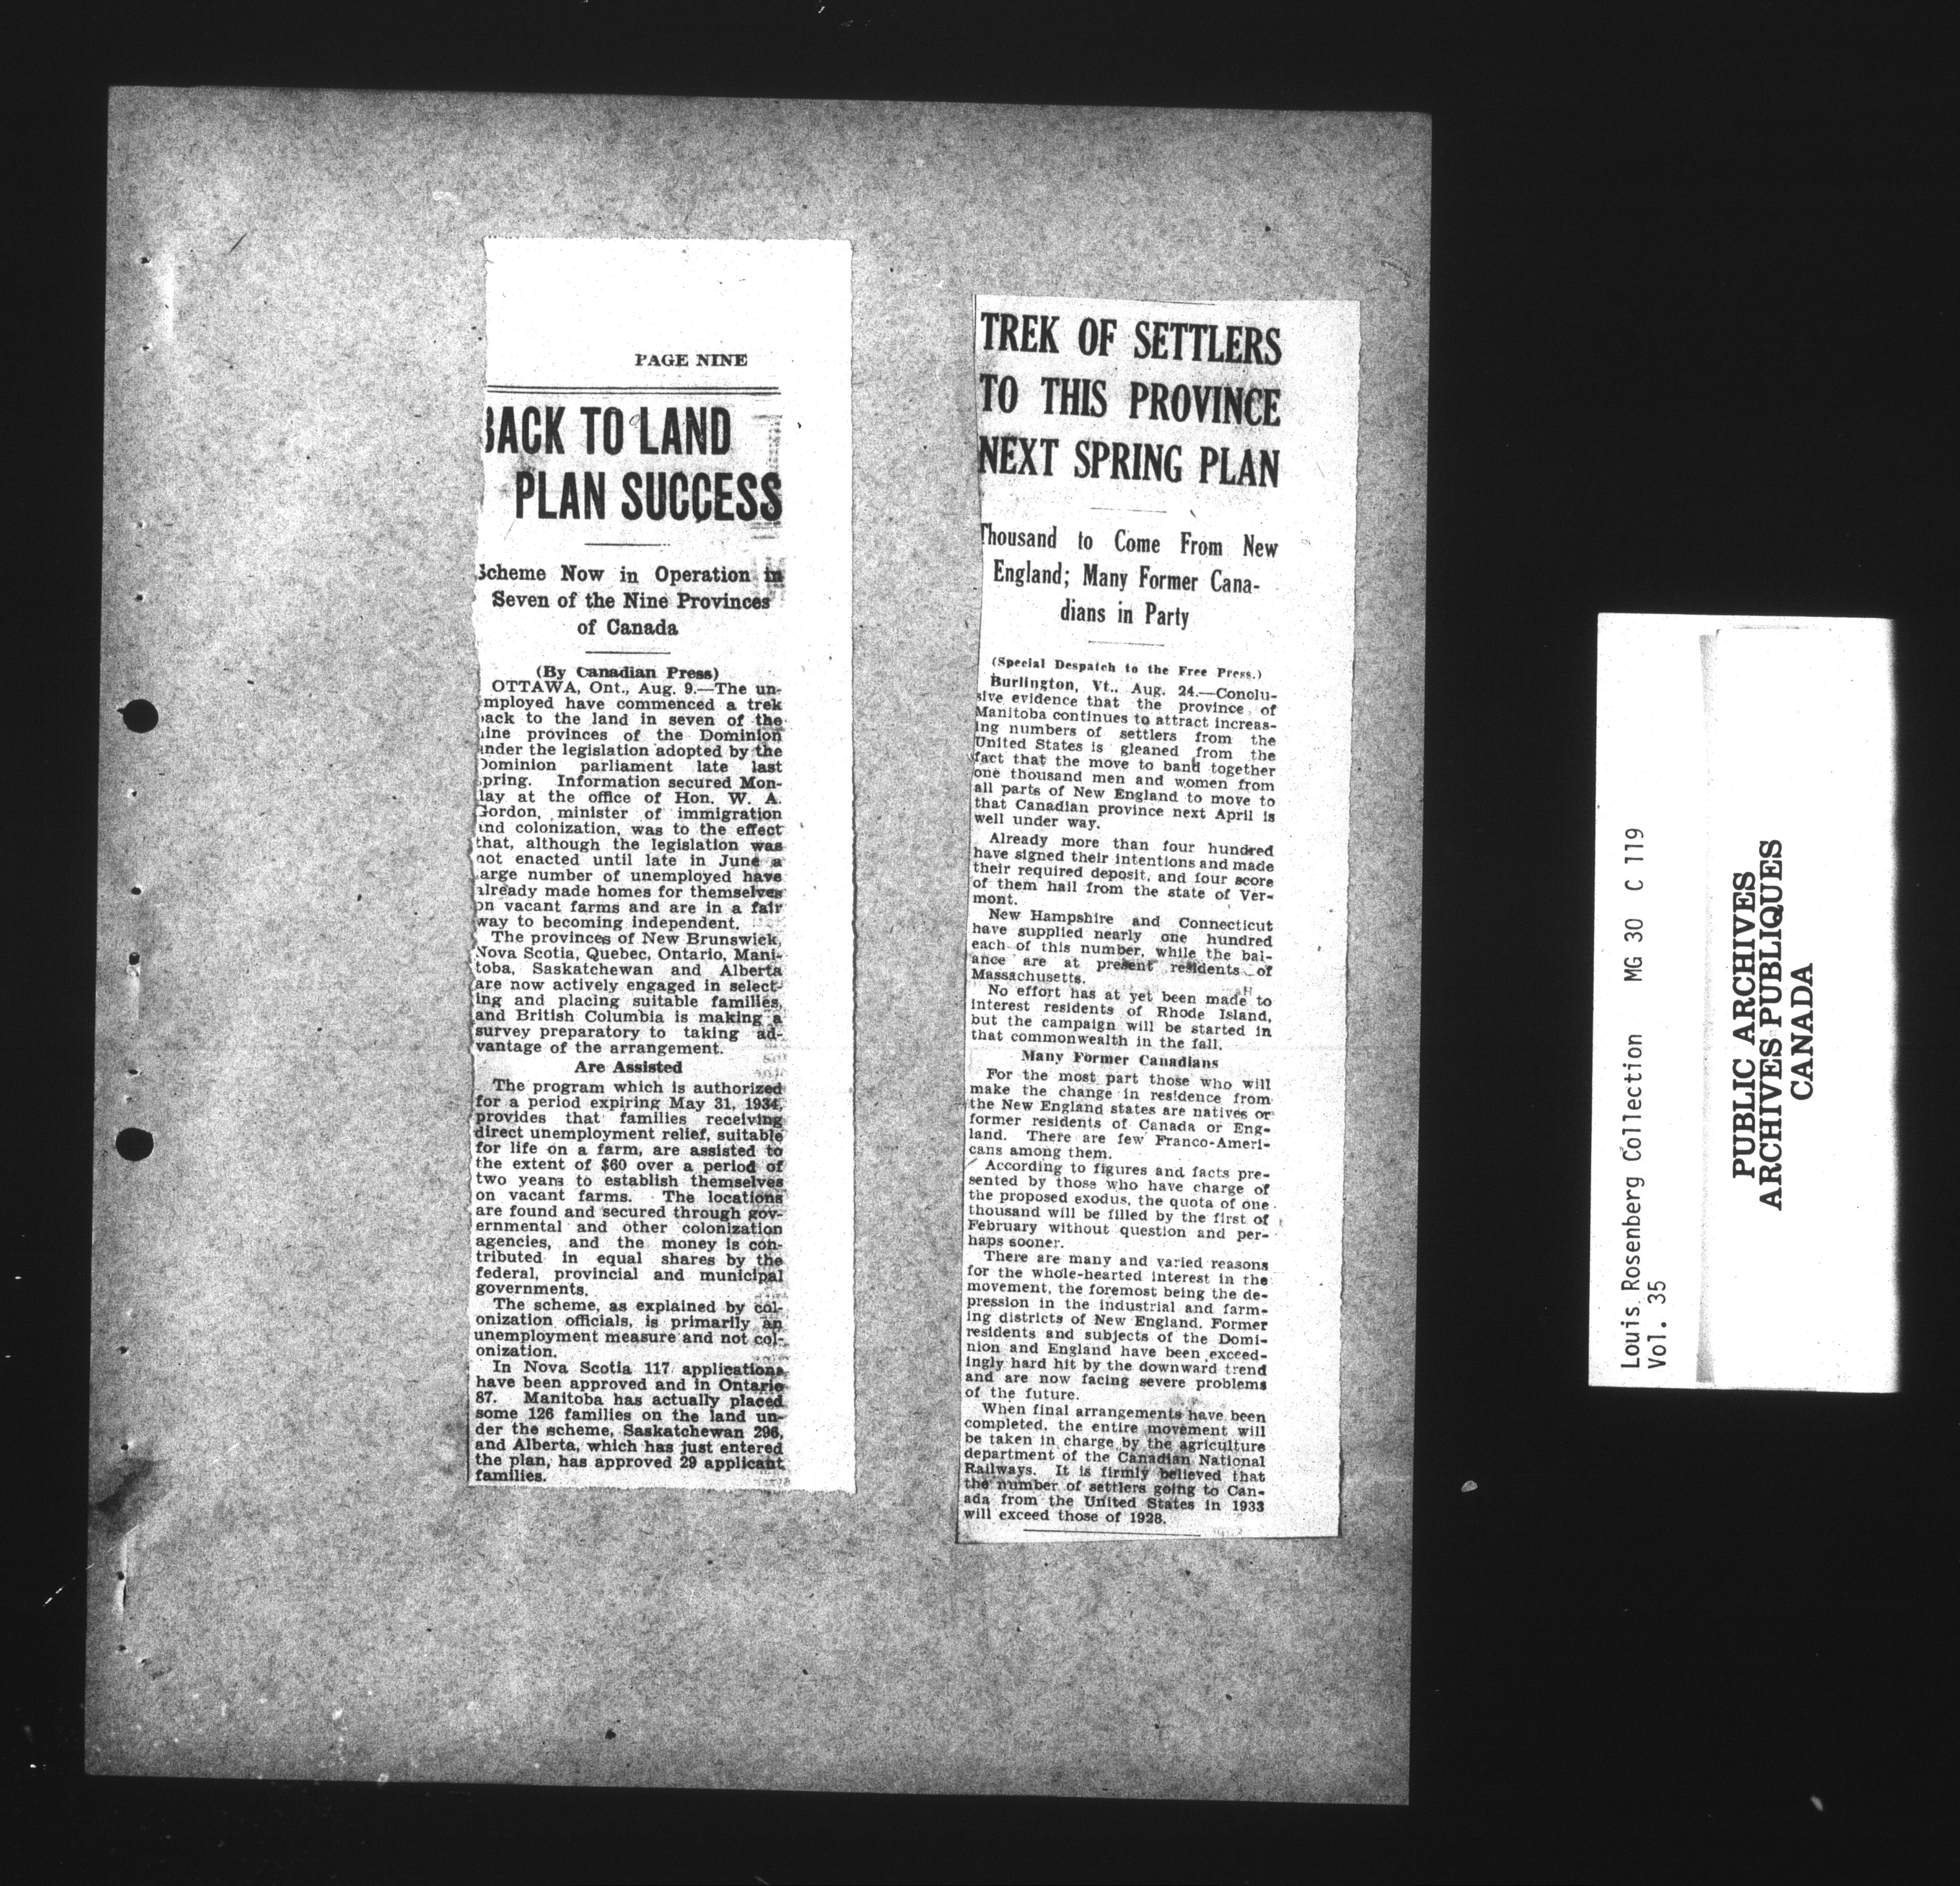 PAGE NINE
BACK TO LAND
PLAN SUCCESS
Scheme Now in Operation in
Seven of the Nine Provinces
of Canada
(By Canadian Press)
OTTAWA, Ont., Aug. 9.—The un-
mployed have commenced a trek
ack to the land in seven of the
ine provinces of the Dominion
under the legislation adopted by the
Dominion parliament late last
spring. Information secured Mon-
day at the office of Hon. W. A.
Gordon, minister of immigration
and colonization, was to the effect
that, although the legislation was
not enacted until late in June a
large number of unemployed have
already made homes for themselves
on vacant farms and are in a fair
way to becoming independent.
The provinces of New Brunswick,
Nova Scotia, Quebec, Ontario, Mani-
toba, Saskatchewan and Alberta
are now actively engaged in select-
ing and placing suitable families,
and British Columbia is making a
survey preparatory to taking ad-
vantage of the arrangement.
Are Assisted
The program which is authorized
for a period expiring May 31, 1934,
provides that families receiving
direct unemployment relief, suitable
for life on a farm, are assisted to
the extent of $60 over a period of
two years to establish themselves
on vacant farms. The locations
are found and secured through gov-
ernmental and other colonization
agencies, and the money is con-
tributed in equal shares by the
federal, provincial and municipal
governments.
The scheme, as explained by col-
onization officials, is primarily an
unemployment measure and not col-
onization.
In Nova Scotia 117 applications
have been approved and in Ontario
87. Manitoba has actually placed
some 126 families on the land un-
der the scheme, Saskatchewan 296,
and Alberta, which has just entered
the plan, has approved 29 applicant
families.
TREK OF SETTLERS
TO THIS PROVINCE
NEXT SPRING PLAN
Thousand to Come From New
England; Many Former Cana-
dians in Party
(Special Despatch to the Free Press.)
Burlington, Vt., Aug. 24.—Conclu-
sive evidence that the province of
Manitoba continues to attract increas-
ing numbers of settlers from the
United States is gleaned from the
fact that the move to band together
one thousand men and women from
all parts of New England to move to
that Canadian province next April is
well under way.
Already more than four hundred
have signed their intentions and made
their required deposit, and four score
of them hail from the state of Ver-
mont.
New Hampshire and Connecticut
have supplied nearly one hundred
each of this number, while the bal-
ance are at present residents of
Massachusetts.
No effort has at yet been made to
interest residents of Rhode Island,
but the campaign will be started in
that commonwealth in the fall.
Many Former Canadians
For the most part those who will
make the change in residence from
the New England states are natives or
former residents of Canada or Eng-
land. There are few Franco-Ameri-
cans among them.
According to figures and facts pre-
sented by those who have charge of
the proposed exodus, the quota of one
thousand will be filled by the first of
February without question and per-
haps sooner.
There are many and varied reasons
for the whole-hearted interest in the
movement, the foremost being the de-
pression in the industrial and farm-
ing districts of New England. Former
residents and subjects of the Domi-
nion and England have been exceed-
ingly hard hit by the downward trend
and are now facing severe problems
of the future.
When final arrangements have been
completed, the entire movement will
be taken in charge by the agriculture
department of the Canadian National
Railways. It is firmly believed that
the number of settlers going to Can-
ada from the United States in 1933
will exceed those of 1928.
Louis Rosenberg Collection MG 30 C 119
Vol. 35
PUBLIC ARCHIVES
ARCHIVES PUBLIQUES
CANADA